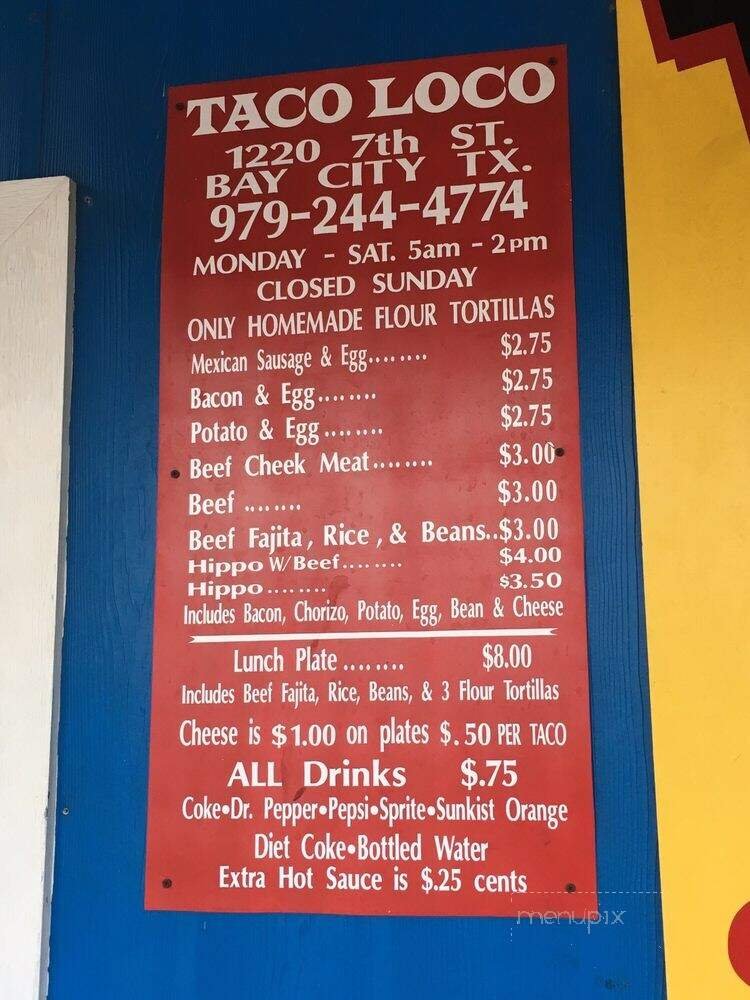 TACO LOCO
1220 7th ST.
BAY CITY TX.
979-244-4774
MONDAY - SAT. 5am - 2pm
CLOSED SUNDAY
ONLY HOMEMADE FLOUR TORTILLAS
Mexican Sausage & Egg........ $2.75
Bacon & Egg........ $2.75
Potato & Egg ........ $2.75
Beef Cheek Meat........ $3.00
Beef ........ $3.00
Beef Fajita, Rice, & Beans..$3.00
Hippo W/Beef........ $4.00
Hippo........ $3.50
Includes Bacon, Chorizo, Potato, Egg, Bean & Cheese
Lunch Plate ........ $8.00
Includes Beef Fajita, Rice, Beans, & 3 Flour Tortillas
Cheese is $1.00 on plates $.50 PER TACO
ALL Drinks $.75
Coke•Dr. Pepper•Pepsi•Sprite•Sunkist Orange
Diet Coke•Bottled Water
Extra Hot Sauce is $.25 cents
menupix